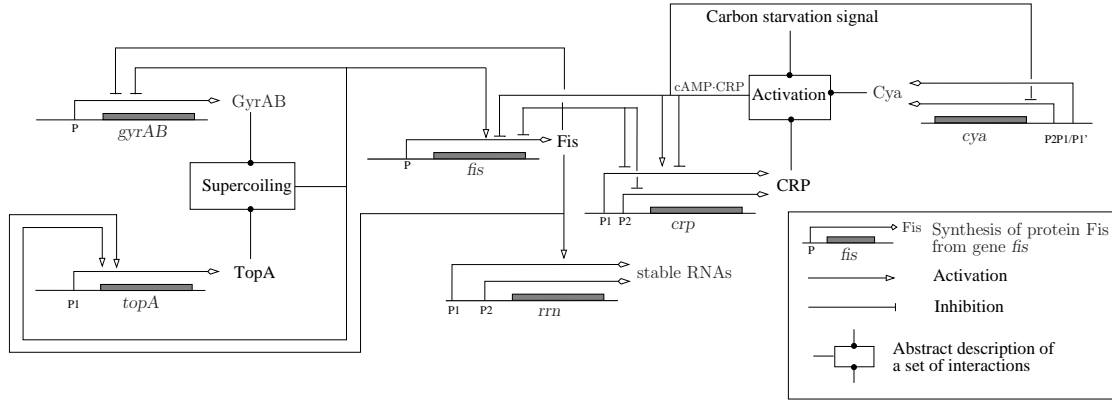 Carbon starvation signal
cAMP·CRP
Activation
Cya
GyrAB
P
gyrAB
P2P1/P1'
cya
Fis
P
fis
Supercoiling
CRP
P1 P2
crp
TopA
P1
topA
stable RNAs
P1 P2
rrn
Fis
P
fis
Synthesis of protein Fis
from gene fis
Activation
Inhibition
Abstract description of
a set of interactions